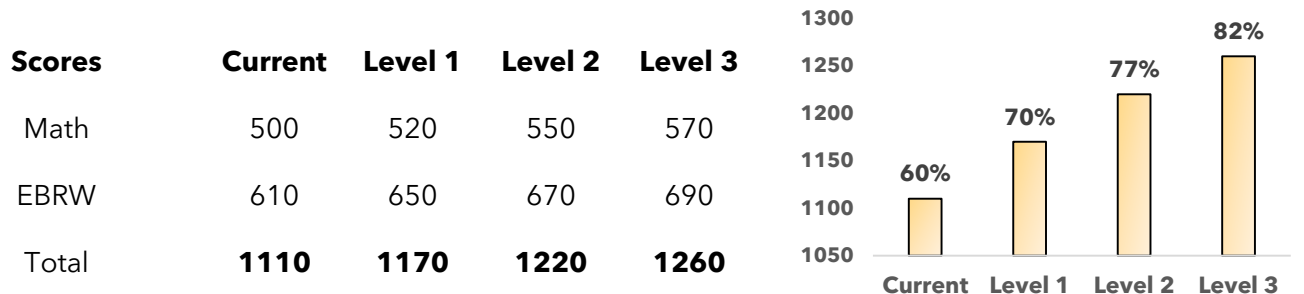 Scores Current Level 1 Level 2 Level 3
Math 500 520 550 570
EBRW 610 650 670 690
Total 1110 1170 1220 1260
1300
1250
1200
1150
1100
1050
60%
70%
77%
82%
Current Level 1 Level 2 Level 3